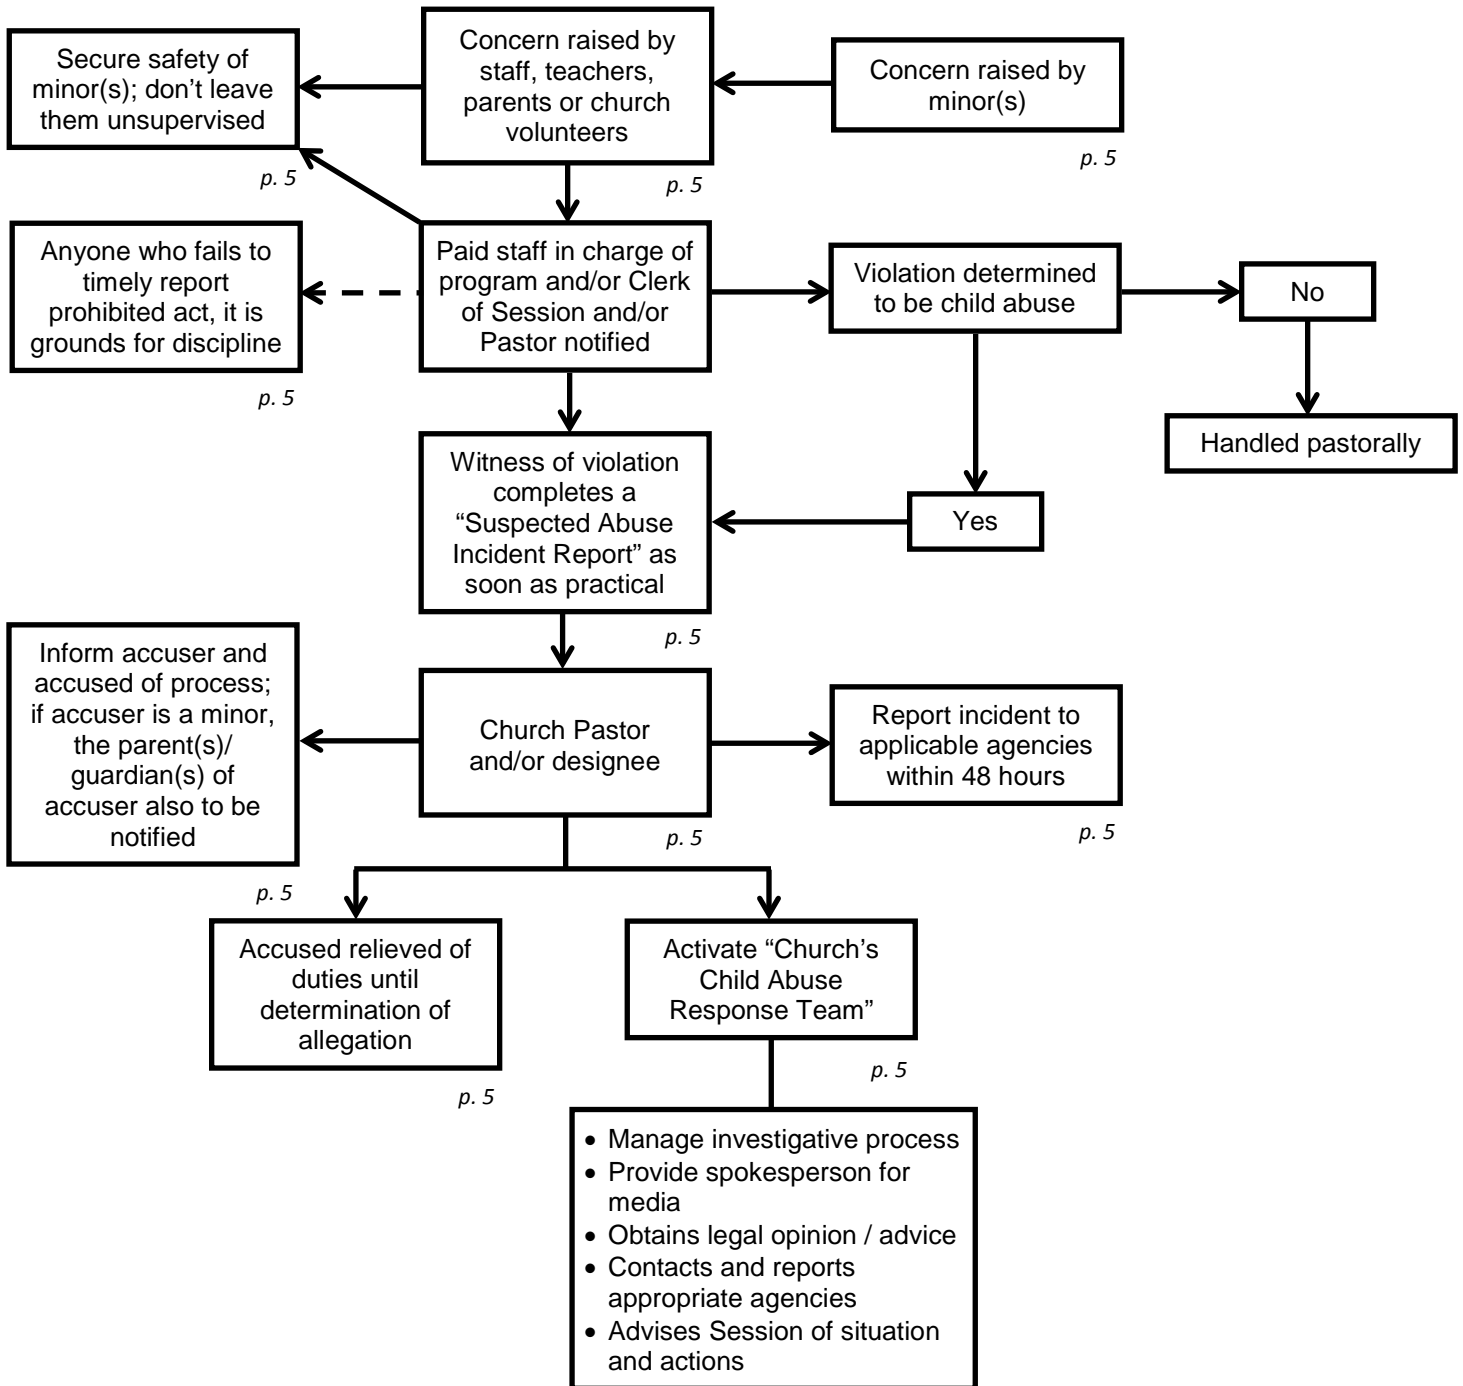 Secure safety of
minor(s); don’t leave
them unsupervised
p. 5
Concern raised by
staff, teachers,
parents or church
volunteers
p. 5
Concern raised by
minor(s)
p. 5
Anyone who fails to
timely report
prohibited act, it is
grounds for discipline
p. 5
Paid staff in charge of
program and/or Clerk
of Session and/or
Pastor notified
Violation determined
to be child abuse
No
Handled pastorally
Yes
Witness of violation
completes a
“Suspected Abuse
Incident Report” as
soon as practical
p. 5
Inform accuser and
accused of process;
if accuser is a minor,
the parent(s)/
guardian(s) of
accuser also to be
notified
p. 5
Church Pastor
and/or designee
p. 5
Report incident to
applicable agencies
within 48 hours
p. 5
Accused relieved of
duties until
determination of
allegation
p. 5
Activate “Church’s
Child Abuse
Response Team”
p. 5
• Manage investigative process
• Provide spokesperson for
media
• Obtains legal opinion / advice
• Contacts and reports
appropriate agencies
• Advises Session of situation
and actions